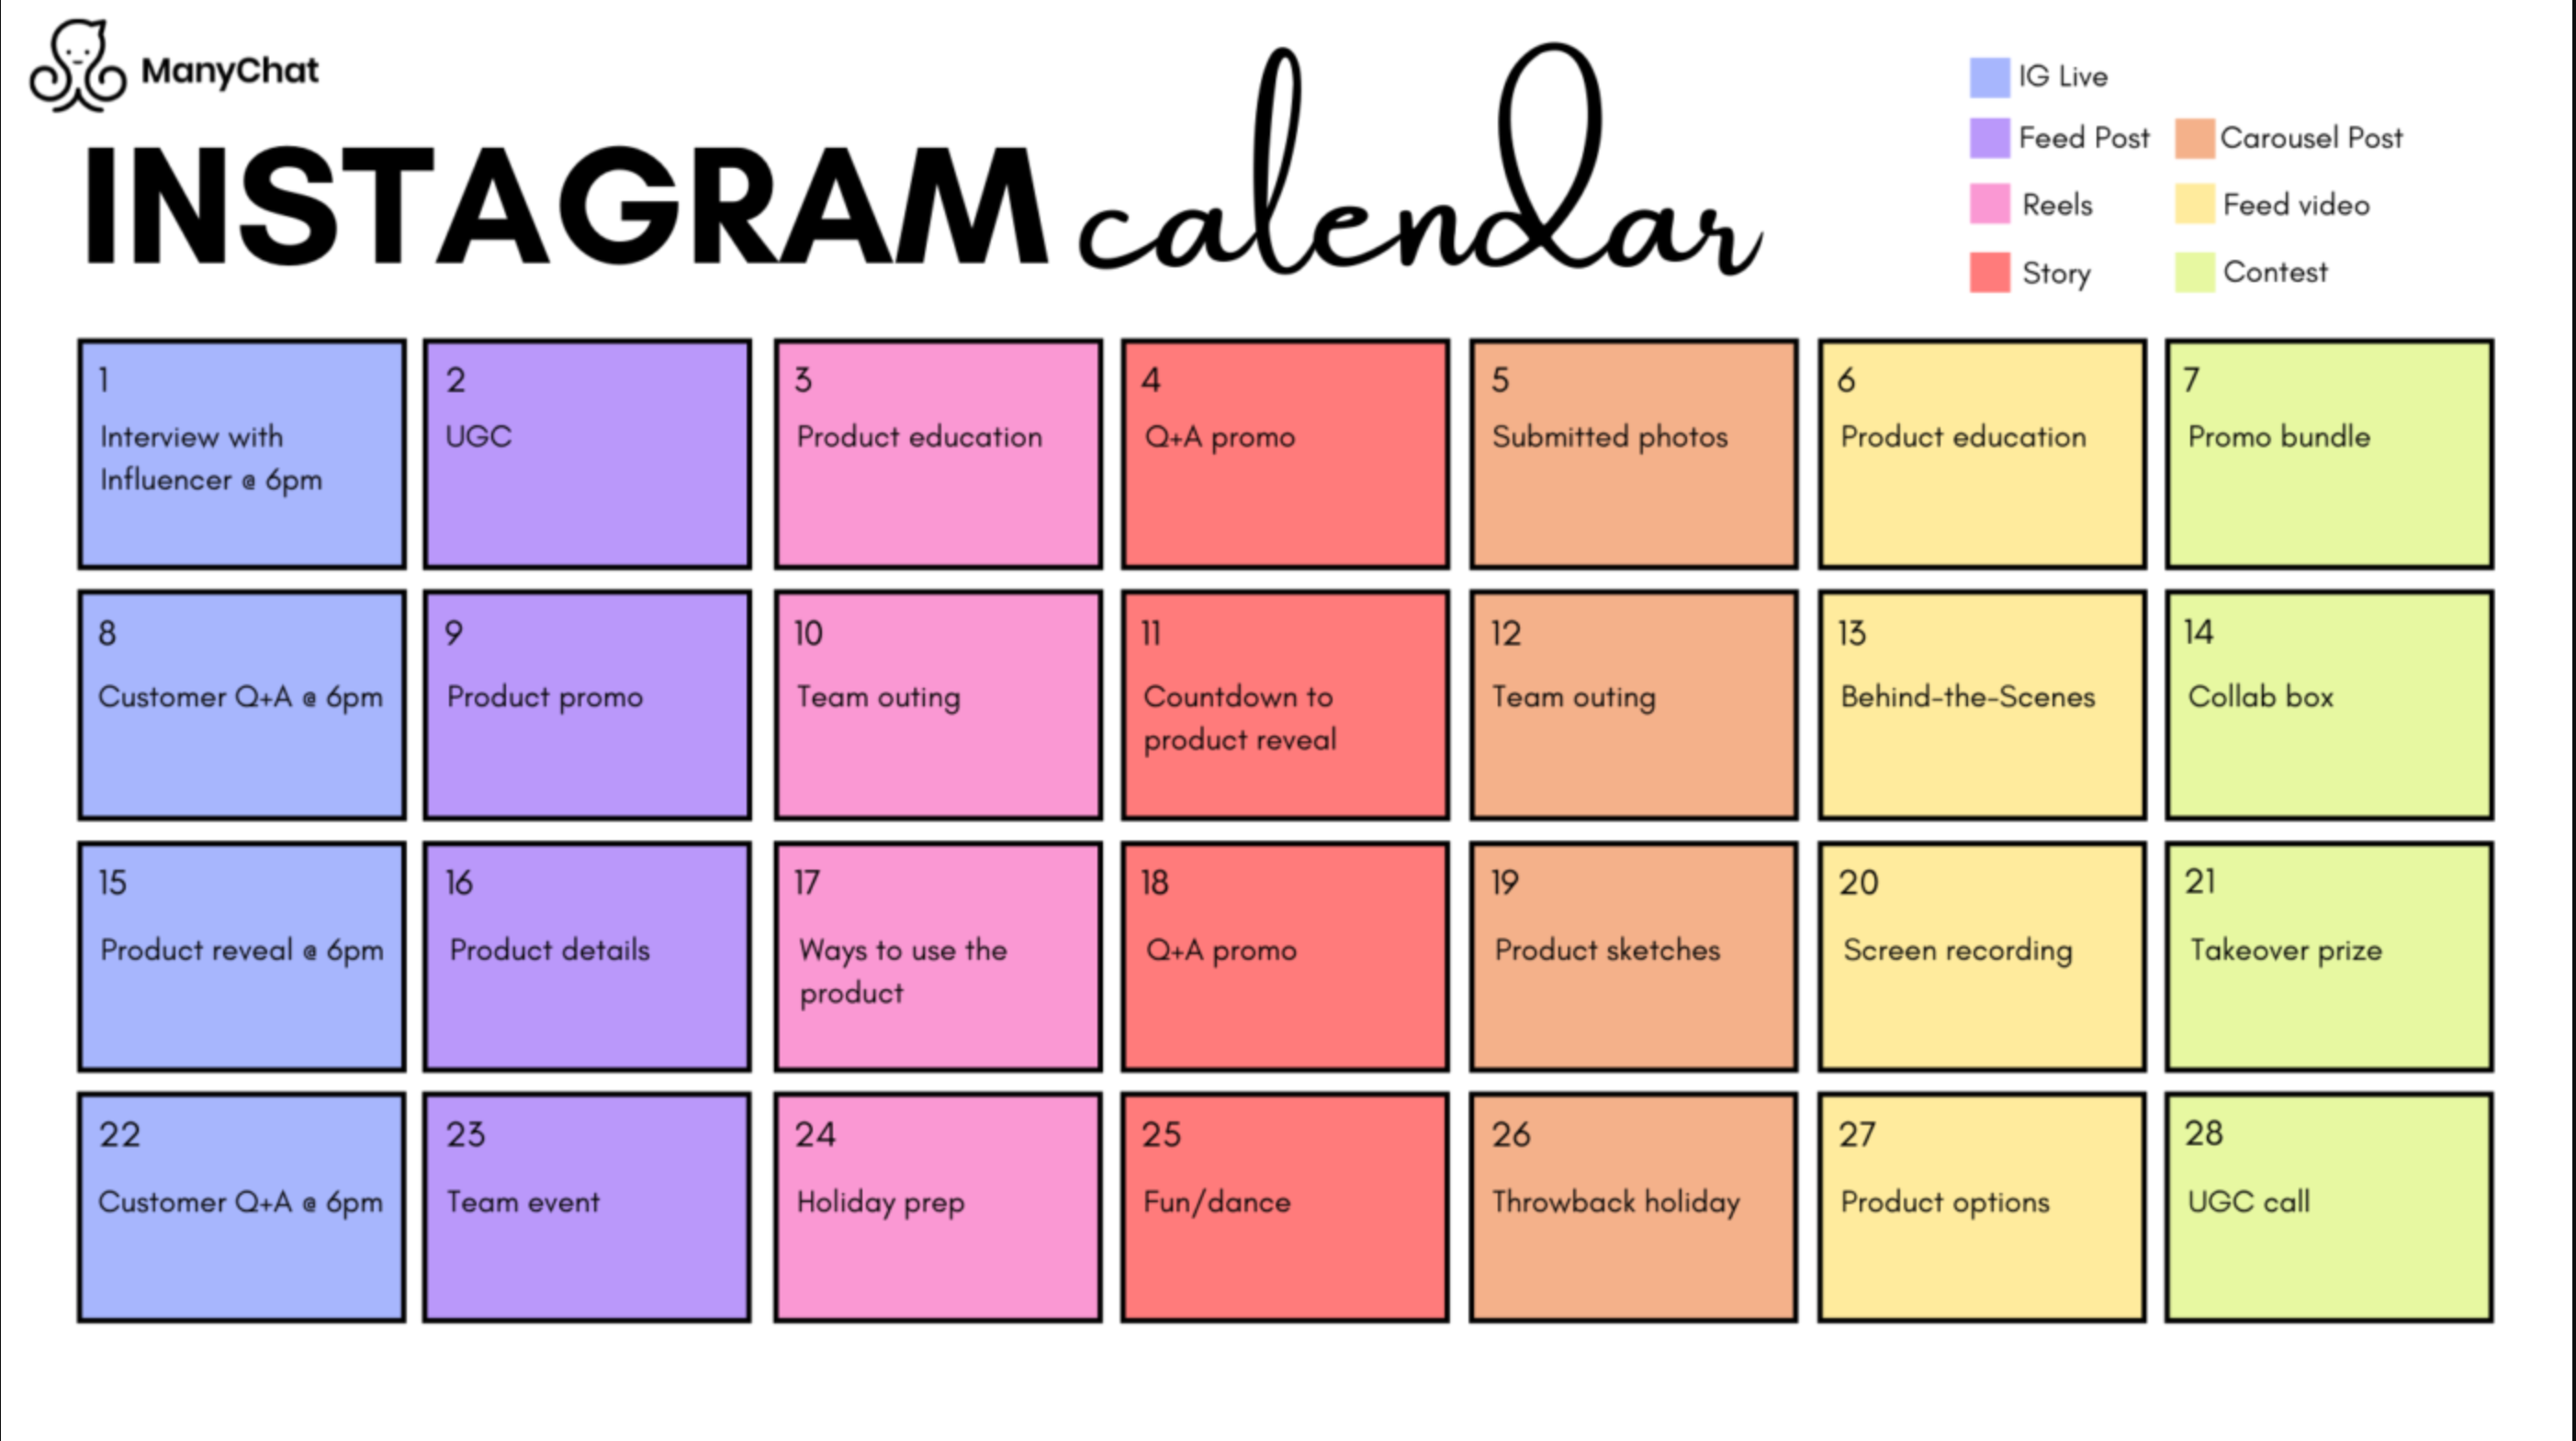 ManyChat
INSTAGRAM calendar
IG Live
Feed Post
Carousel Post
Reels
Feed video
Story
Contest
1
Interview with
Influencer @ 6pm
2
UGC
3
Product education
4
Q+A promo
5
Submitted photos
6
Product education
7
Promo bundle
8
Customer Q+A @ 6pm
9
Product promo
10
Team outing
11
Countdown to
product reveal
12
Team outing
13
Behind-the-Scenes
14
Collab box
15
Product reveal @ 6pm
16
Product details
17
Ways to use the
product
18
Q+A promo
19
Product sketches
20
Screen recording
21
Takeover prize
22
Customer Q+A @ 6pm
23
Team event
24
Holiday prep
25
Fun/dance
26
Throwback holiday
27
Product options
28
UGC call